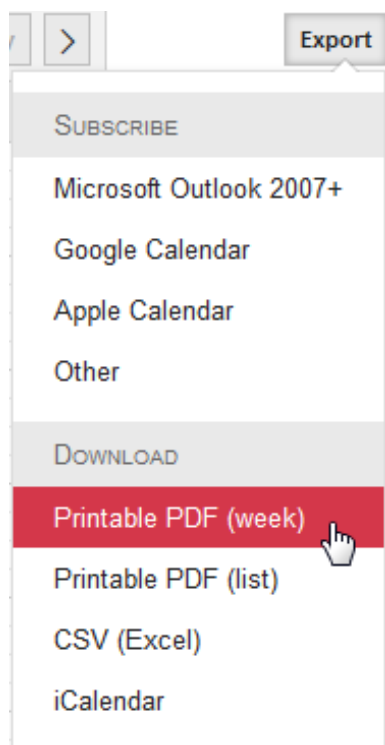 Export
SUBSCRIBE
Microsoft Outlook 2007+
Google Calendar
Apple Calendar
Other
DOWNLOAD
Printable PDF (week)
Printable PDF (list)
CSV (Excel)
iCalendar